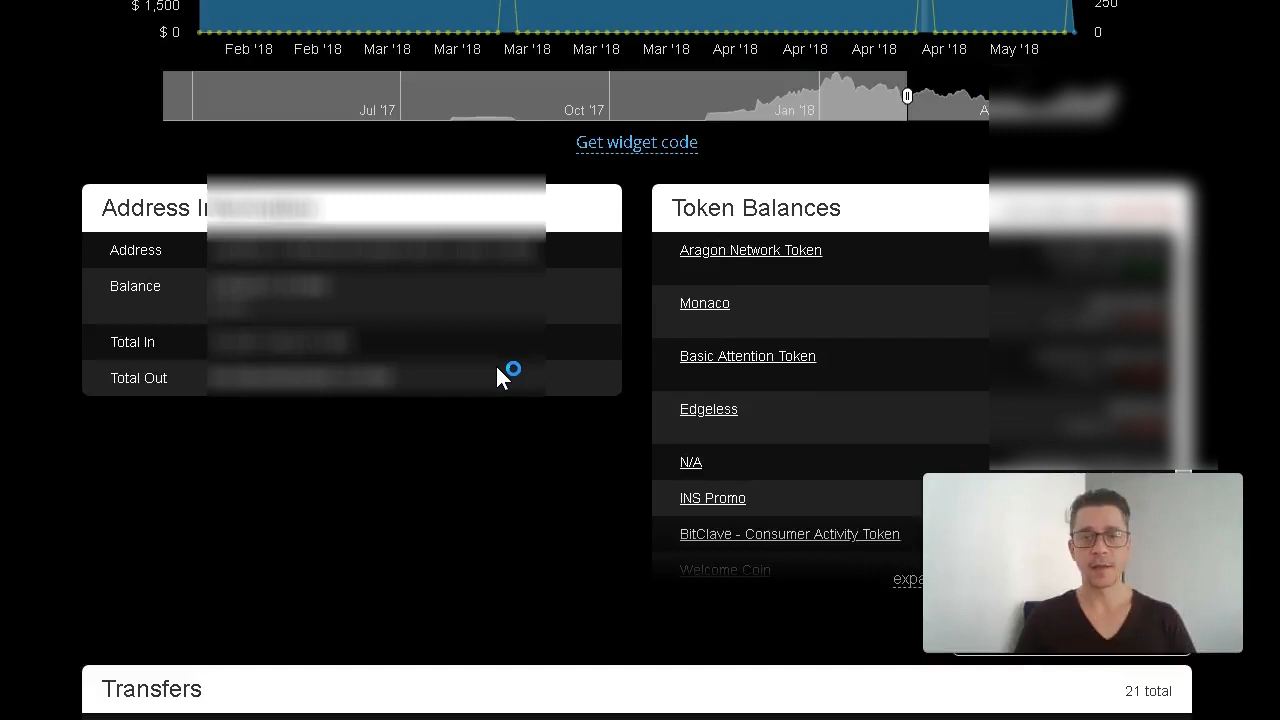 $ 1,500
250
$ 0
0
Feb '18 Feb '18 Mar '18 Mar '18 Mar '18 Mar '18 Mar '18 Apr '18 Apr '18 Apr '18 Apr '18 May '18
Jul '17 Oct '17 Jan '18 A
Get widget code
Address
Token Balances
Address
Balance
Total In
Total Out
Aragon Network Token
Monaco
Basic Attention Token
Edgeless
N/A
INS Promo
BitClave - Consumer Activity Token
Welcome Coin
expa
Transfers
21 total